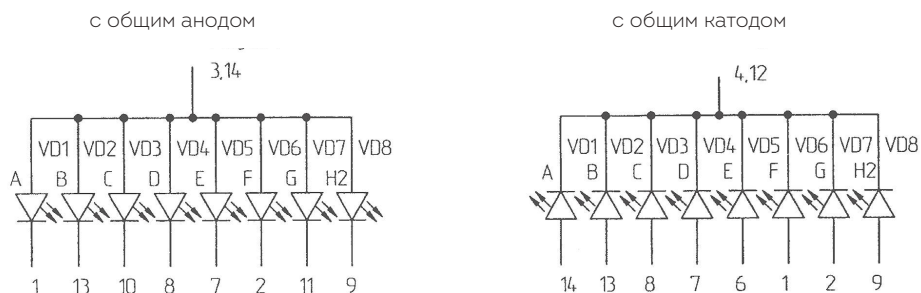 с общим анодом
3,14
VD1 VD2 VD3 VD4 VD5 VD6 VD7 VD8
A B C D E F G H2
1 13 10 8 7 2 11 9
с общим катодом
4,12
VD1 VD2 VD3 VD4 VD5 VD6 VD7 VD8
A B C D E F G H2
14 13 8 7 6 1 2 9